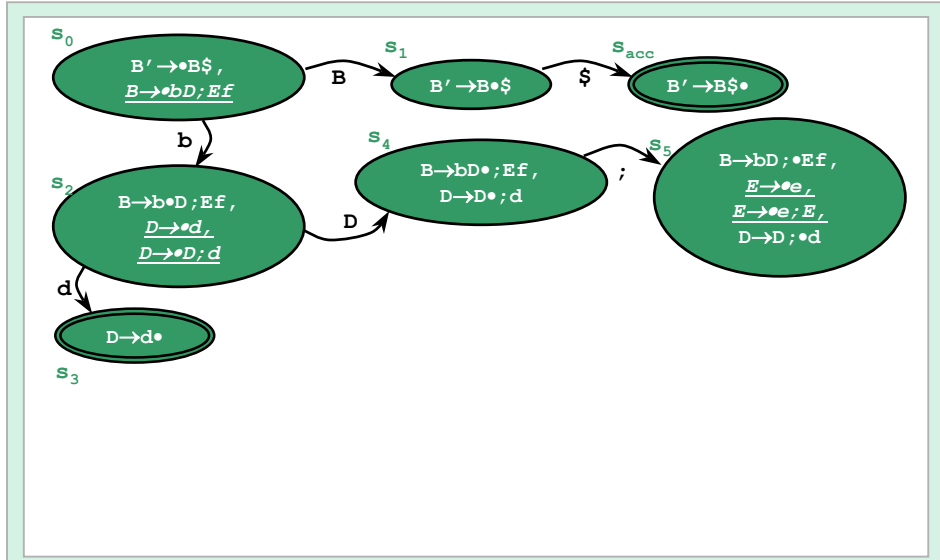 s0
B'→•B$,
B→•bD;Ef
B
s1
B'→B•$
$
sacc
B'→B$•
b
s2
B→b•D;Ef,
D→•d,
D→•D;d
D
s4
B→bD•;Ef,
D→D•;d
;
s5
B→bD;•Ef,
E→•e,
E→•e;E,
D→D;•d
d
D→d•
s3